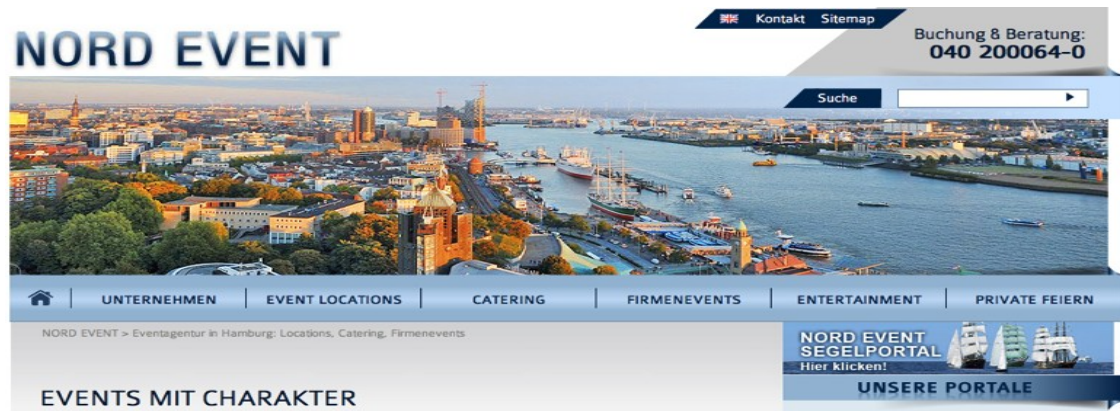 Kontakt Sitemap
Buchung & Beratung:
040 200064-0
NORD EVENT
Suche
UNTERNEHMEN
EVENT LOCATIONS
CATERING
FIRMENEVENTS
ENTERTAINMENT
PRIVATE FEIERN
NORD EVENT > Eventagentur in Hamburg: Locations, Catering, Firmenevents
NORD EVENT
SEGELPORTAL
Hier klicken!
UNSERE PORTALE
EVENTS MIT CHARAKTER